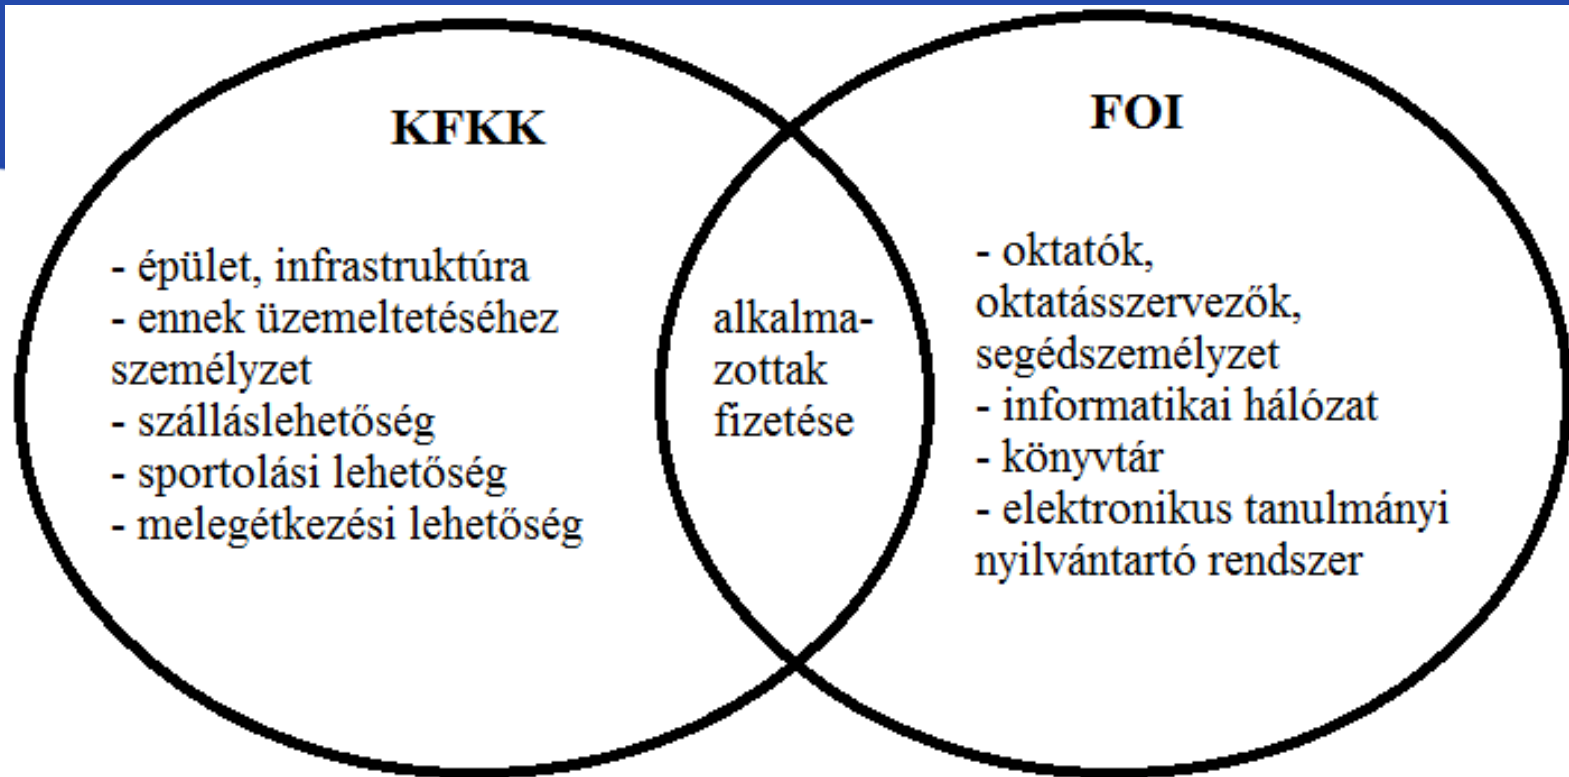 KFKK
- épület, infrastruktúra
- ennek üzemeltetéséhez
személyzet
- szálláslehetőség
- sportolási lehetőség
- melegétkezési lehetőség
alkalma-
zottak
fizetése
FOI
- oktatók,
oktatásszervezők,
segédszemélyzet
- informatikai hálózat
- könyvtár
- elektronikus tanulmányi
nyilvántartó rendszer